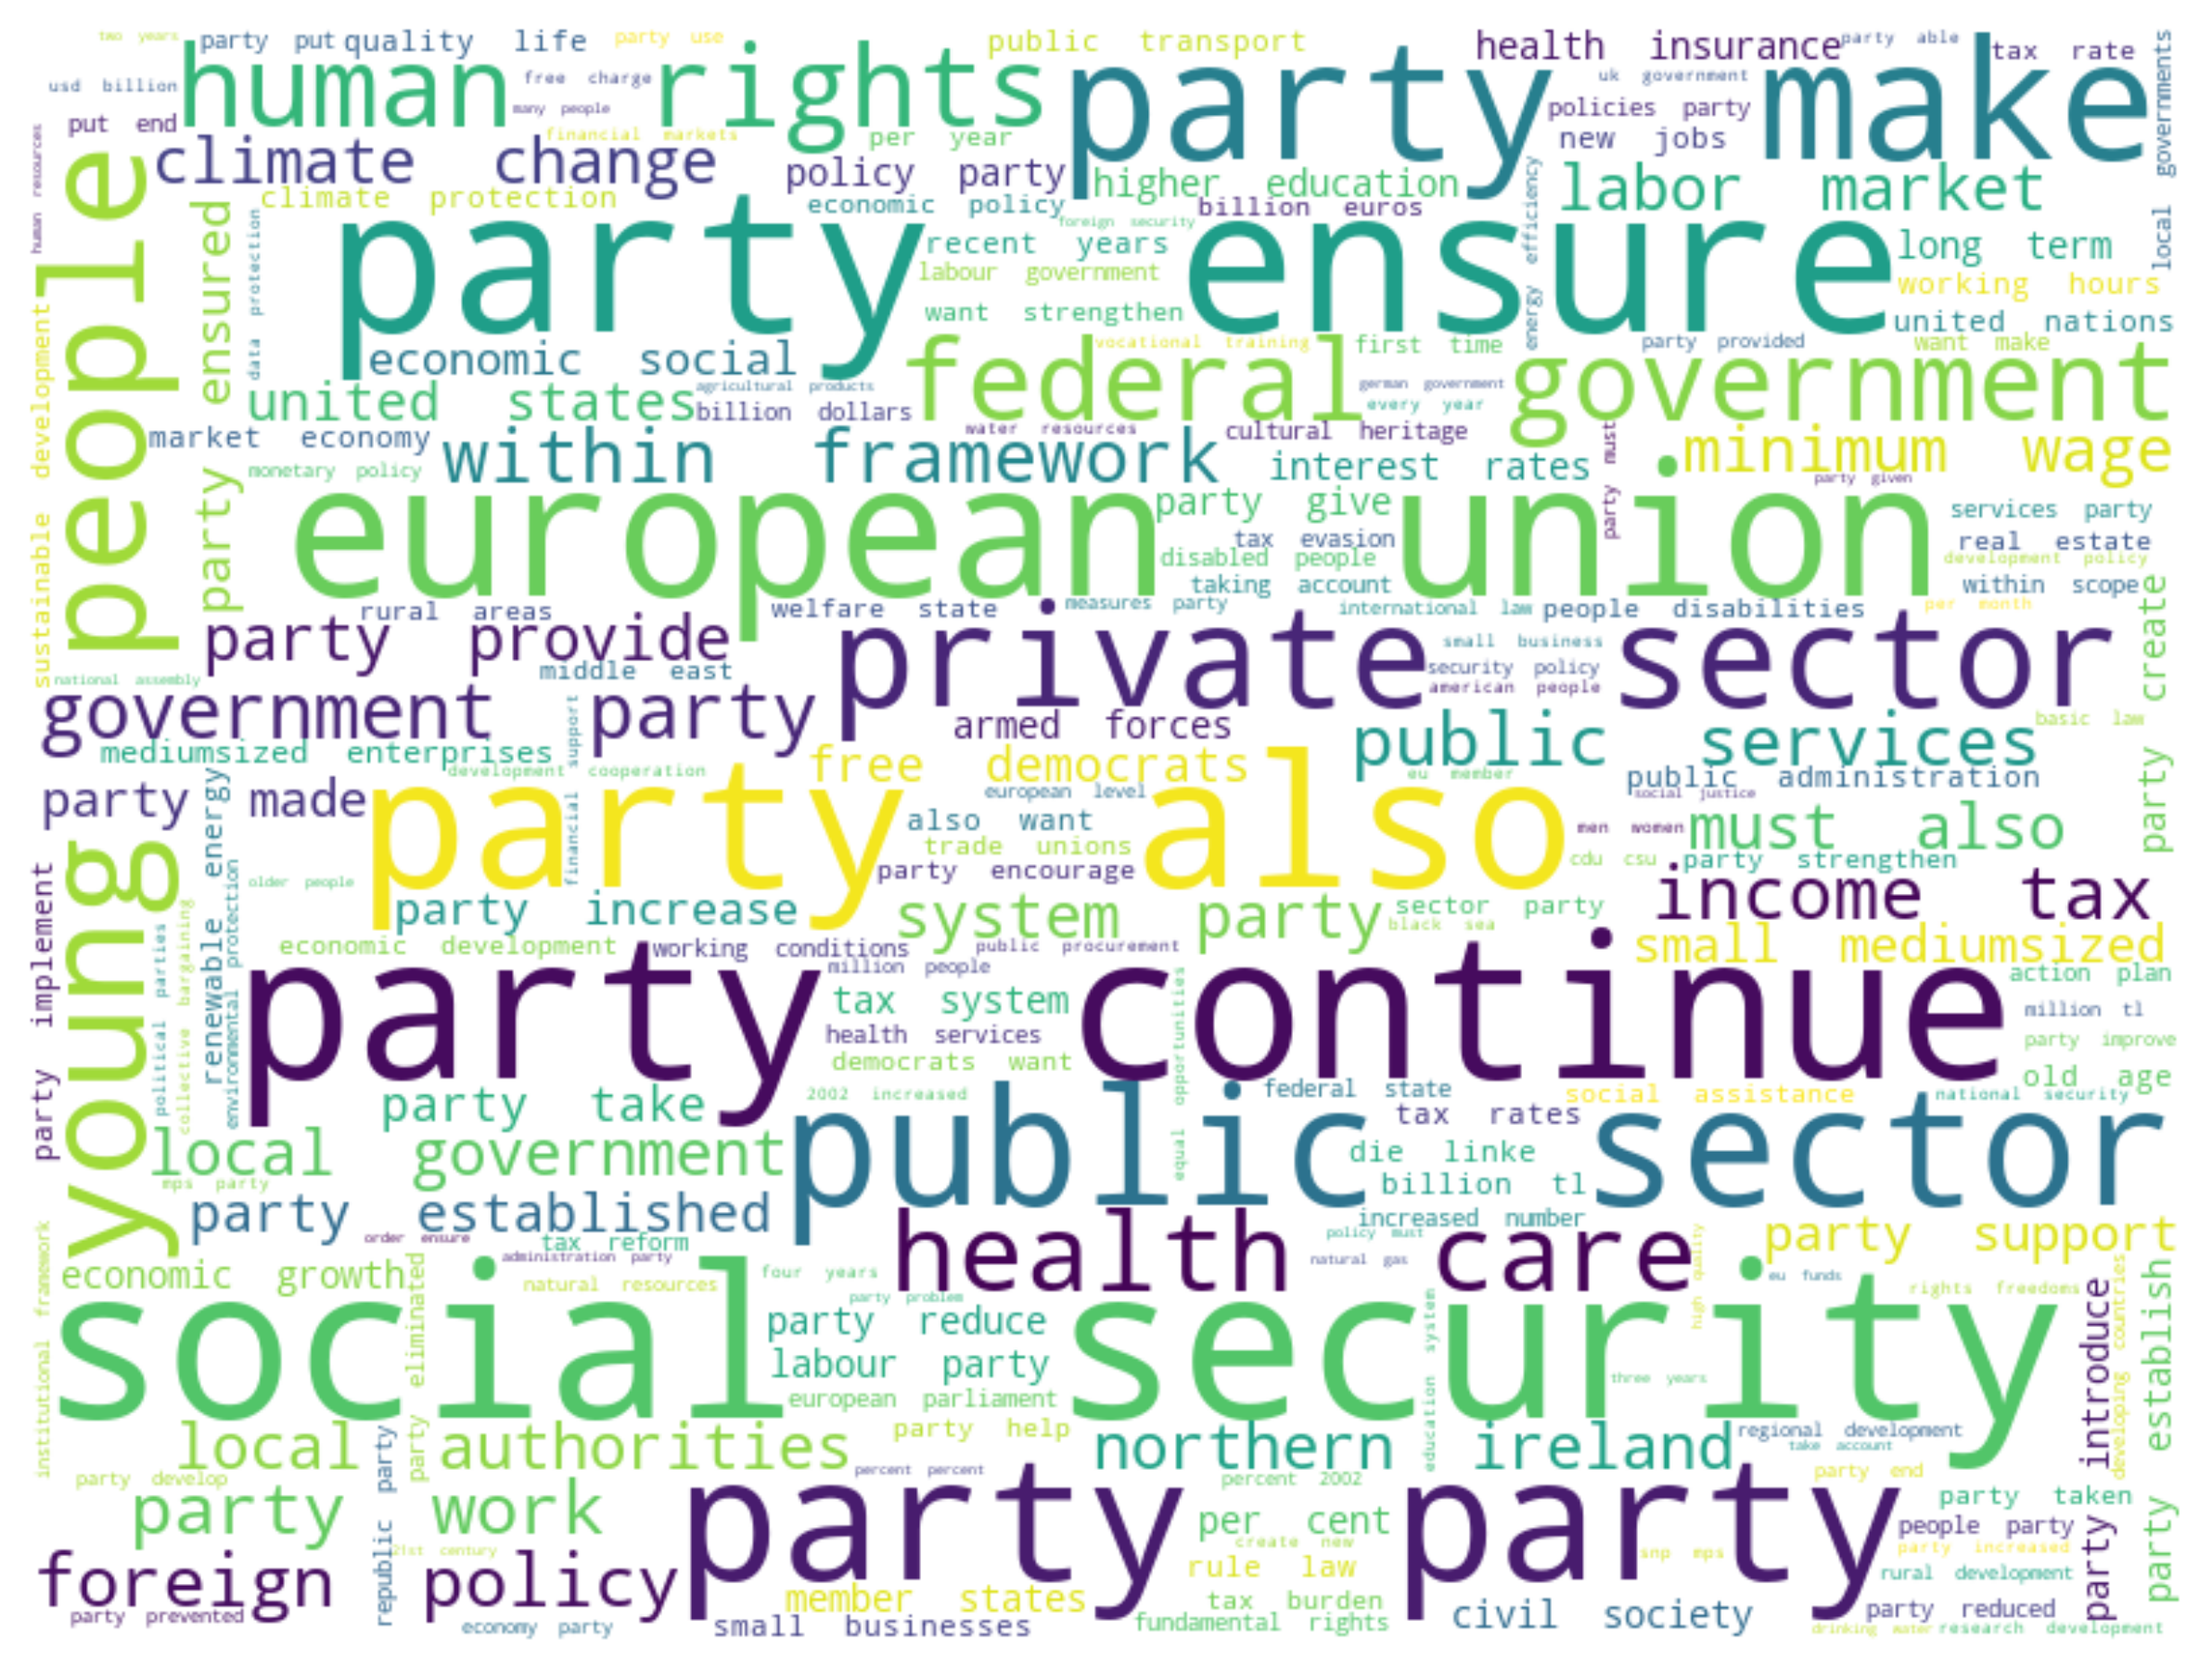 two years
party put
quality life
party use
public transport
health insurance
party able
tax rate
usd billion
human rights
free charge
many people
party make
uk government
policies party
new jobs
local governments
put end
financial markets
per year
human resources
climate change
policy party
higher education
labor market
climate protection
economic policy
billion euros
foreign security
energy efficiency
young people
party ensured
data protection
party ensure
recent years
long term
labour government
working hours
want strengthen
united nations
sustainable development
economic social
federal government
vocational training
first time
party provided
want make
united states
agricultural products
billion dollars
german government
every year
market economy
within framework
water resources
cultural heritage
party must
minimum wage
monetary policy
interest rates
party given
european union
party give
services party
tax evasion
real estate
disabled people
development policy
taking account
within scope
rural areas
welfare state
measures party
international law
people disabilities
per month
party create
party provide
private sector
small business
middle east
security policy
national assembly
american people
government party
armed forces
public services
basic law
mediumsized enterprises
financial support
free democrats
development cooperation
eu member
public administration
party made
party also
european level
social justice
also want
men women
must also
trade unions
cdu csu
party strengthen
renewable energy
older people
party encourage
income tax
party implement
environmental protection
party increase
system party
sector party
black sea
political parties
collective bargaining
economic development
working conditions
public procurement
small mediumsized
party continue
million people
action plan
tax system
million tl
health services
party improve
democrats want
old age
equal opportunities
party take
2002 increased
federal state
social assistance
national security
public sector
tax rates
local government
die linke
mps party
billion tl
party established
increased number
party support
order ensure
tax reform
health care
policy must
administration party
natural gas
high quality
economic growth
natural resources
four years
eu funds
rights freedoms
institutional framework
party eliminated
social security
party problem
party reduce
education system
party introduce
developing countries
party establish
labour party
three years
european parliament
local authorities
party help
northern ireland
regional development
take account
republic party
party develop
percent percent
percent 2002
party end
party work
party party
per cent
party taken
people party
create new
21st century
snp mps
party increased
foreign policy
rule law
rural development
member states
tax burden
party prevented
civil society
party reduced
economy party
small businesses
fundamental rights
drinking water
research development